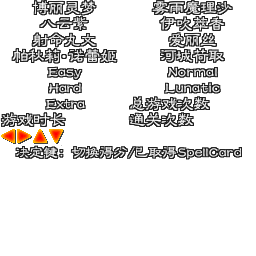 博丽灵梦 雾雨魔理沙
八云紫 伊吹萃香
射命丸文 爱丽丝
帕秋莉·诺蕾姬 河城荷取
Easy Normal
Hard Lunatic
Extra 总游戏次数
游戏时长 通关次数
决定键：切换得分/已取得SpellCard